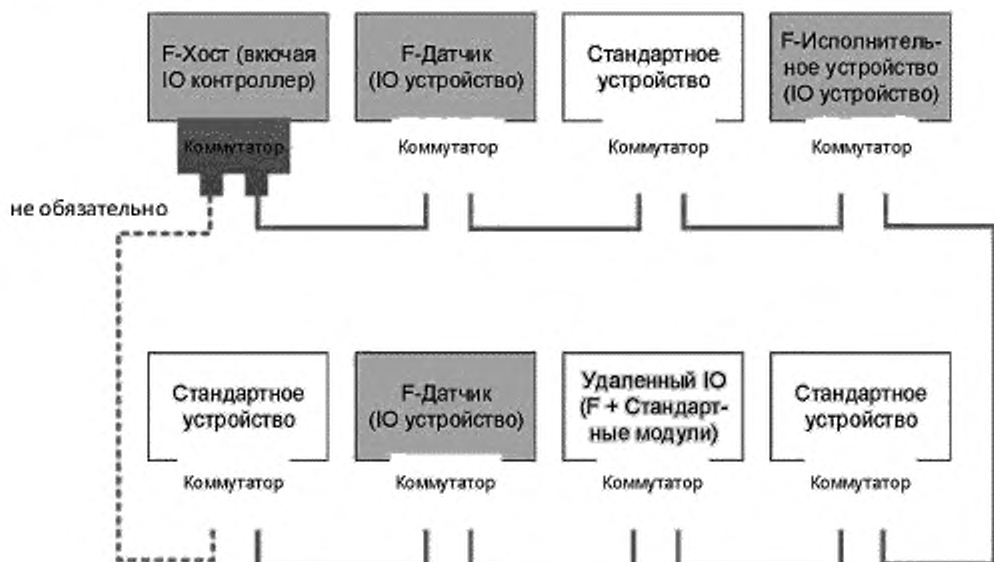 F-Хост (вкючая
IO контроллер)
F-Датчик
(IO устройство)
Стандартное
устройство
F-Исполнитель-
ное устройство
(IO устройство)
Коммутатор
Коммутатор
Коммутатор
Коммутатор
не обязательно
Стандартное
устройство
F-Датчик
(IO устройство)
Удаленный IO
(F + Стандарт-
ные модули)
Стандартное
устройство
Коммутатор
Коммутатор
Коммутатор
Коммутатор